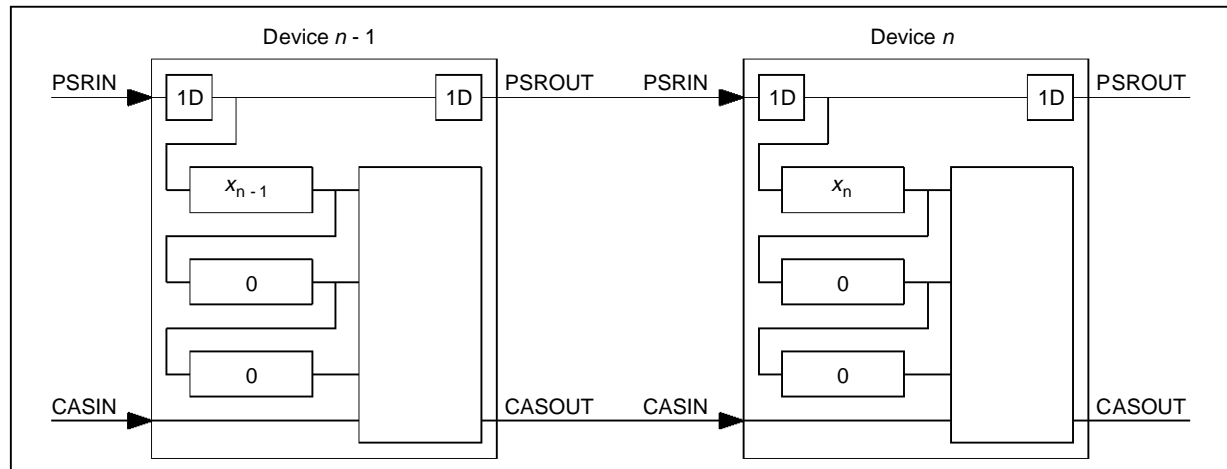 Device n - 1 Device n
PSRIN 1D 1D PSROUT PSRIN 1D 1D PSROUT
xn - 1 xn
0 0
0 0
CASIN CASOUT CASIN CASOUT